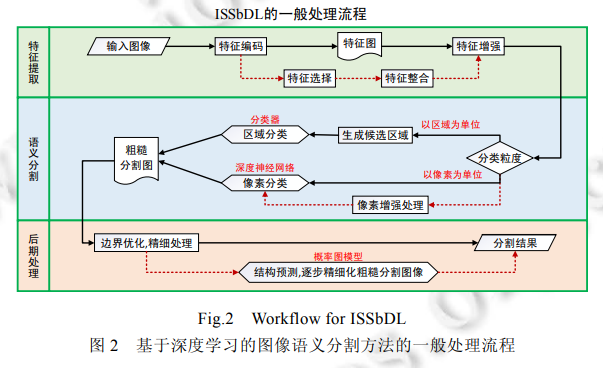 ISSbDL的一般处理流程
特征提取
输入图像
特征编码
特征图
特征增强
特征选择
特征整合
语义分割
分类器
区域分类
生成候选区域
以区域为单位
粗糙
分割图
分类粒度
深度神经网络
像素分类
以像素为单位
像素增强处理
后期处理
边界优化,精细处理
分割结果
概率图模型
结构预测,逐步精细化粗糙分割图像
Fig.2 Workflow for ISSbDL
图 2 基于深度学习的图像语义分割方法的一般处理流程